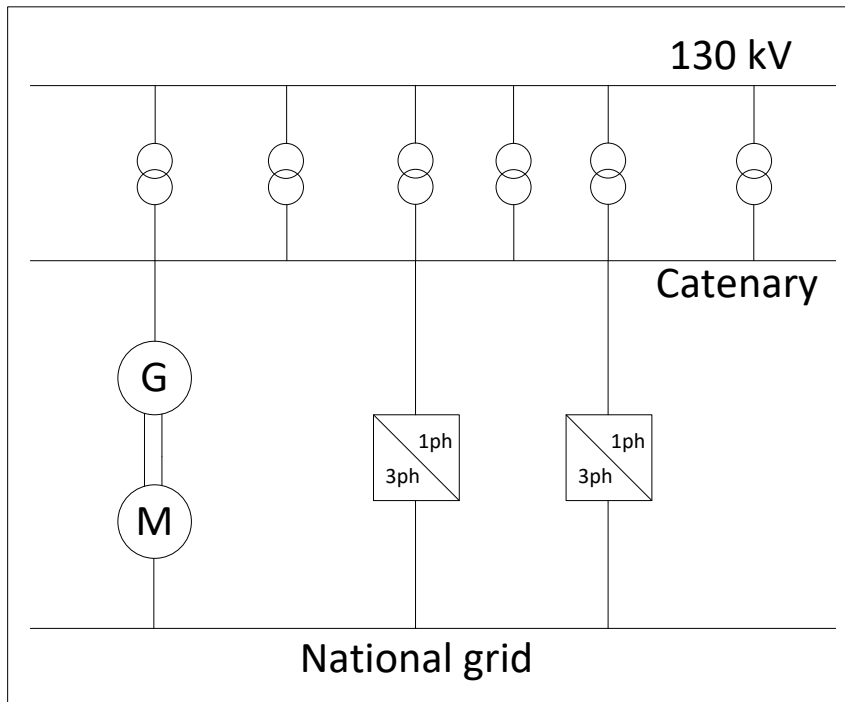 130 kV
Catenary
G
1ph
1ph
3ph
3ph
M
National grid